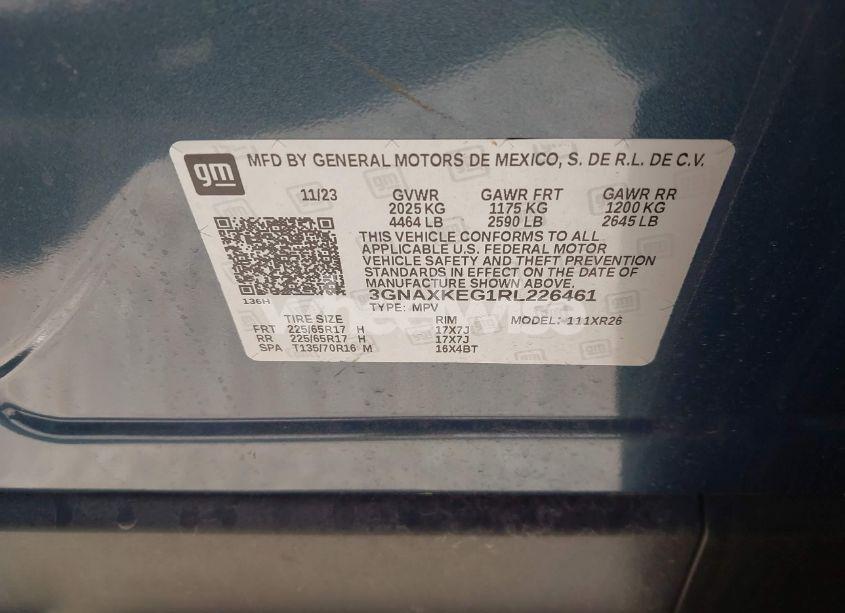 gm MFD BY GENERAL MOTORS DE MEXICO, S. DE R.L. DE C.V.
11/23 GVWR GAWR FRT GAWR RR
2025 KG 1175 KG 1200 KG
4464 LB 2590 LB 2645 LB
THIS VEHICLE CONFORMS TO ALL
APPLICABLE U.S. FEDERAL MOTOR
VEHICLE SAFETY AND THEFT PREVENTION
STANDARDS IN EFFECT ON THE DATE OF
MANUFACTURE SHOWN ABOVE.
136H 3GNAXKEG1RL226461
TYPE: MPV
TIRE SIZE RIM MODEL: 111XR26
FRT 225/65R17 H 17X7J
RR 225/65R17 H 17X7J
SPA T135/70R16 M 16X4BT